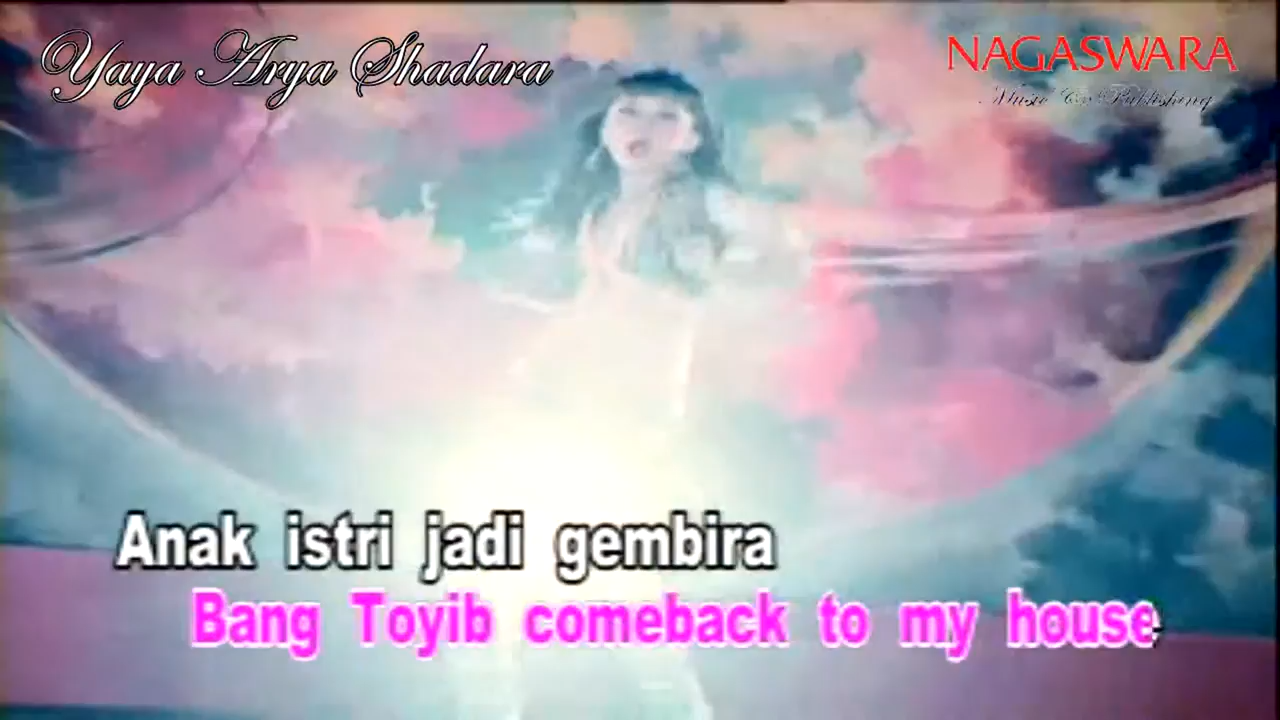 Yaya Arya Shadara
NAGASWARA
Music & Publishing
Anak istri jadi gembira
Bang Toyib comeback to my house